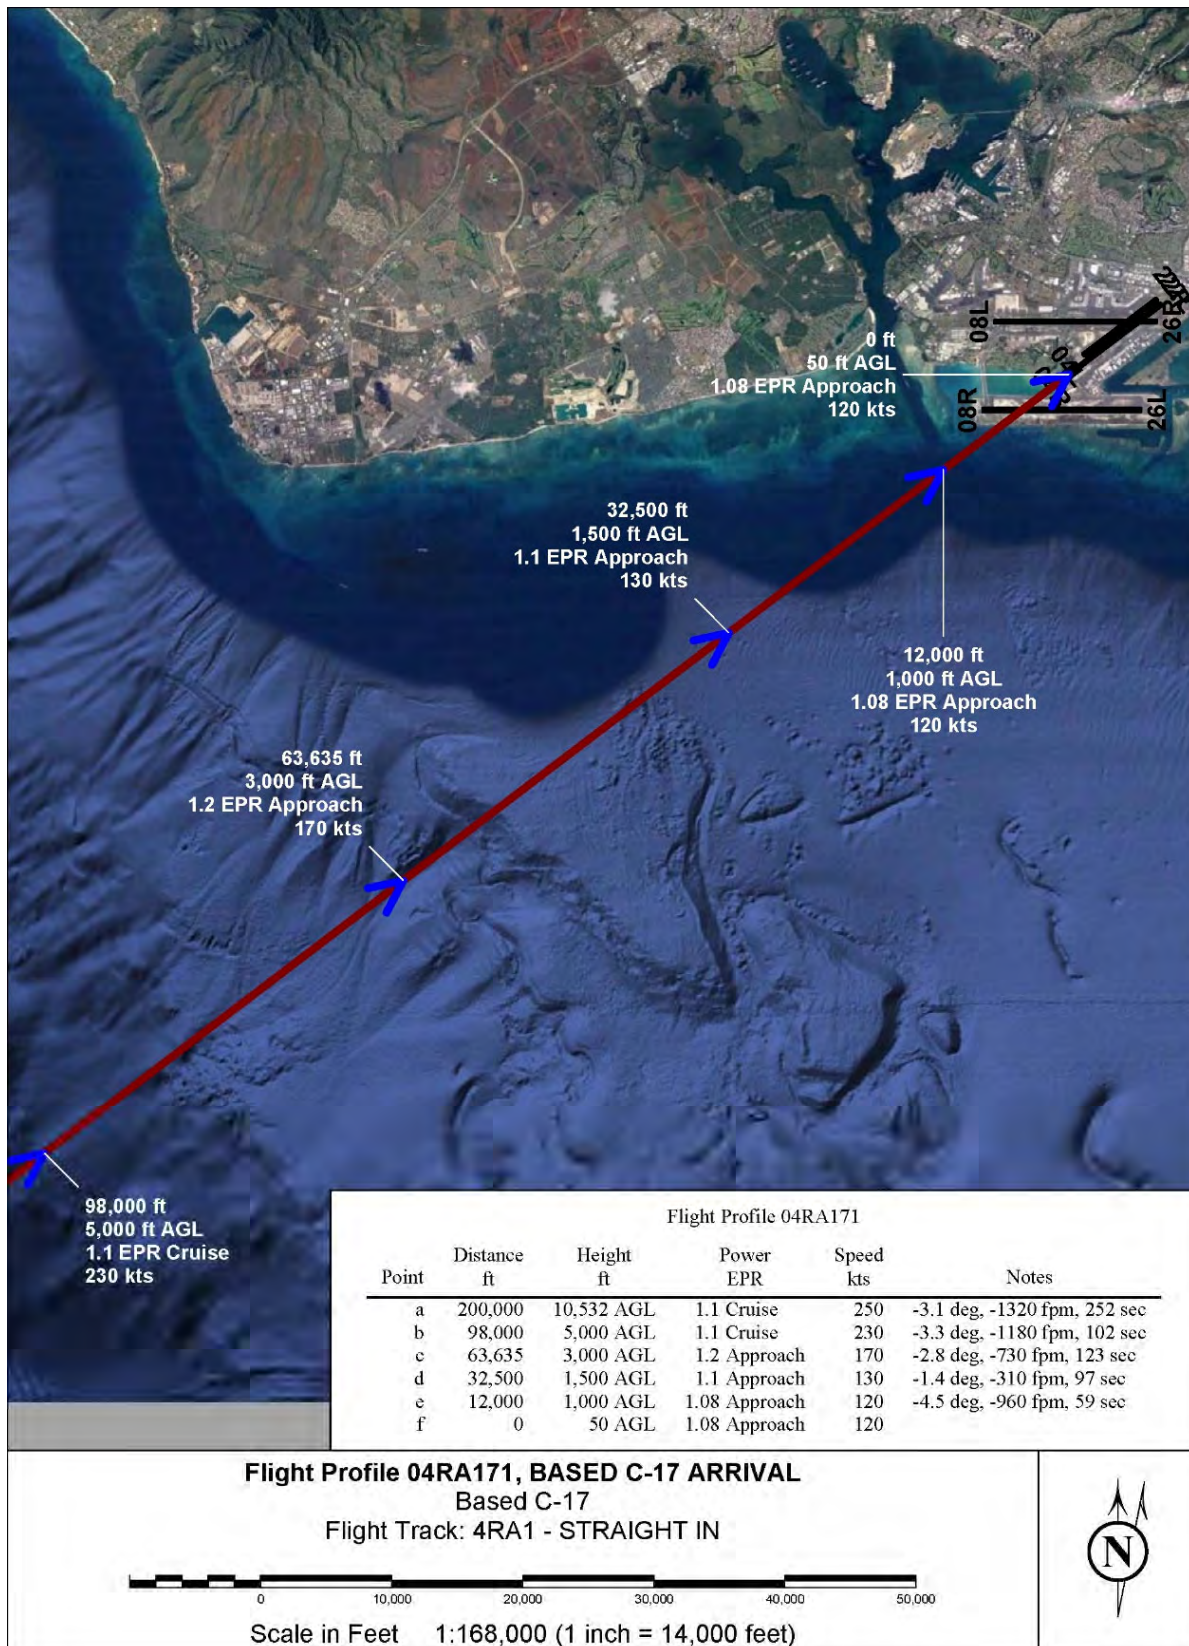 08L
26R
0 ft
50 ft AGL
1.08 EPR Approach
120 kts
08R
26L
32,500 ft
1,500 ft AGL
1.1 EPR Approach
130 kts
12,000 ft
1,000 ft AGL
1.08 EPR Approach
120 kts
63,635 ft
3,000 ft AGL
1.2 EPR Approach
170 kts
98,000 ft
5,000 ft AGL
1.1 EPR Cruise
230 kts
Flight Profile 04RA171
Point Distance ft Height ft Power EPR Speed kts Notes
a 200,000 10,532 AGL 1.1 Cruise 250 -3.1 deg, -1320 fpm, 252 sec
b 98,000 5,000 AGL 1.1 Cruise 230 -3.3 deg, -1180 fpm, 102 sec
c 63,635 3,000 AGL 1.2 Approach 170 -2.8 deg, -730 fpm, 123 sec
d 32,500 1,500 AGL 1.1 Approach 130 -1.4 deg, -310 fpm, 97 sec
e 12,000 1,000 AGL 1.08 Approach 120 -4.5 deg, -960 fpm, 59 sec
f 0 50 AGL 1.08 Approach 120
Flight Profile 04RA171, BASED C-17 ARRIVAL
Based C-17
Flight Track: 4RA1 - STRAIGHT IN
0 10,000 20,000 30,000 40,000 50,000
Scale in Feet 1:168,000 (1 inch = 14,000 feet)
N